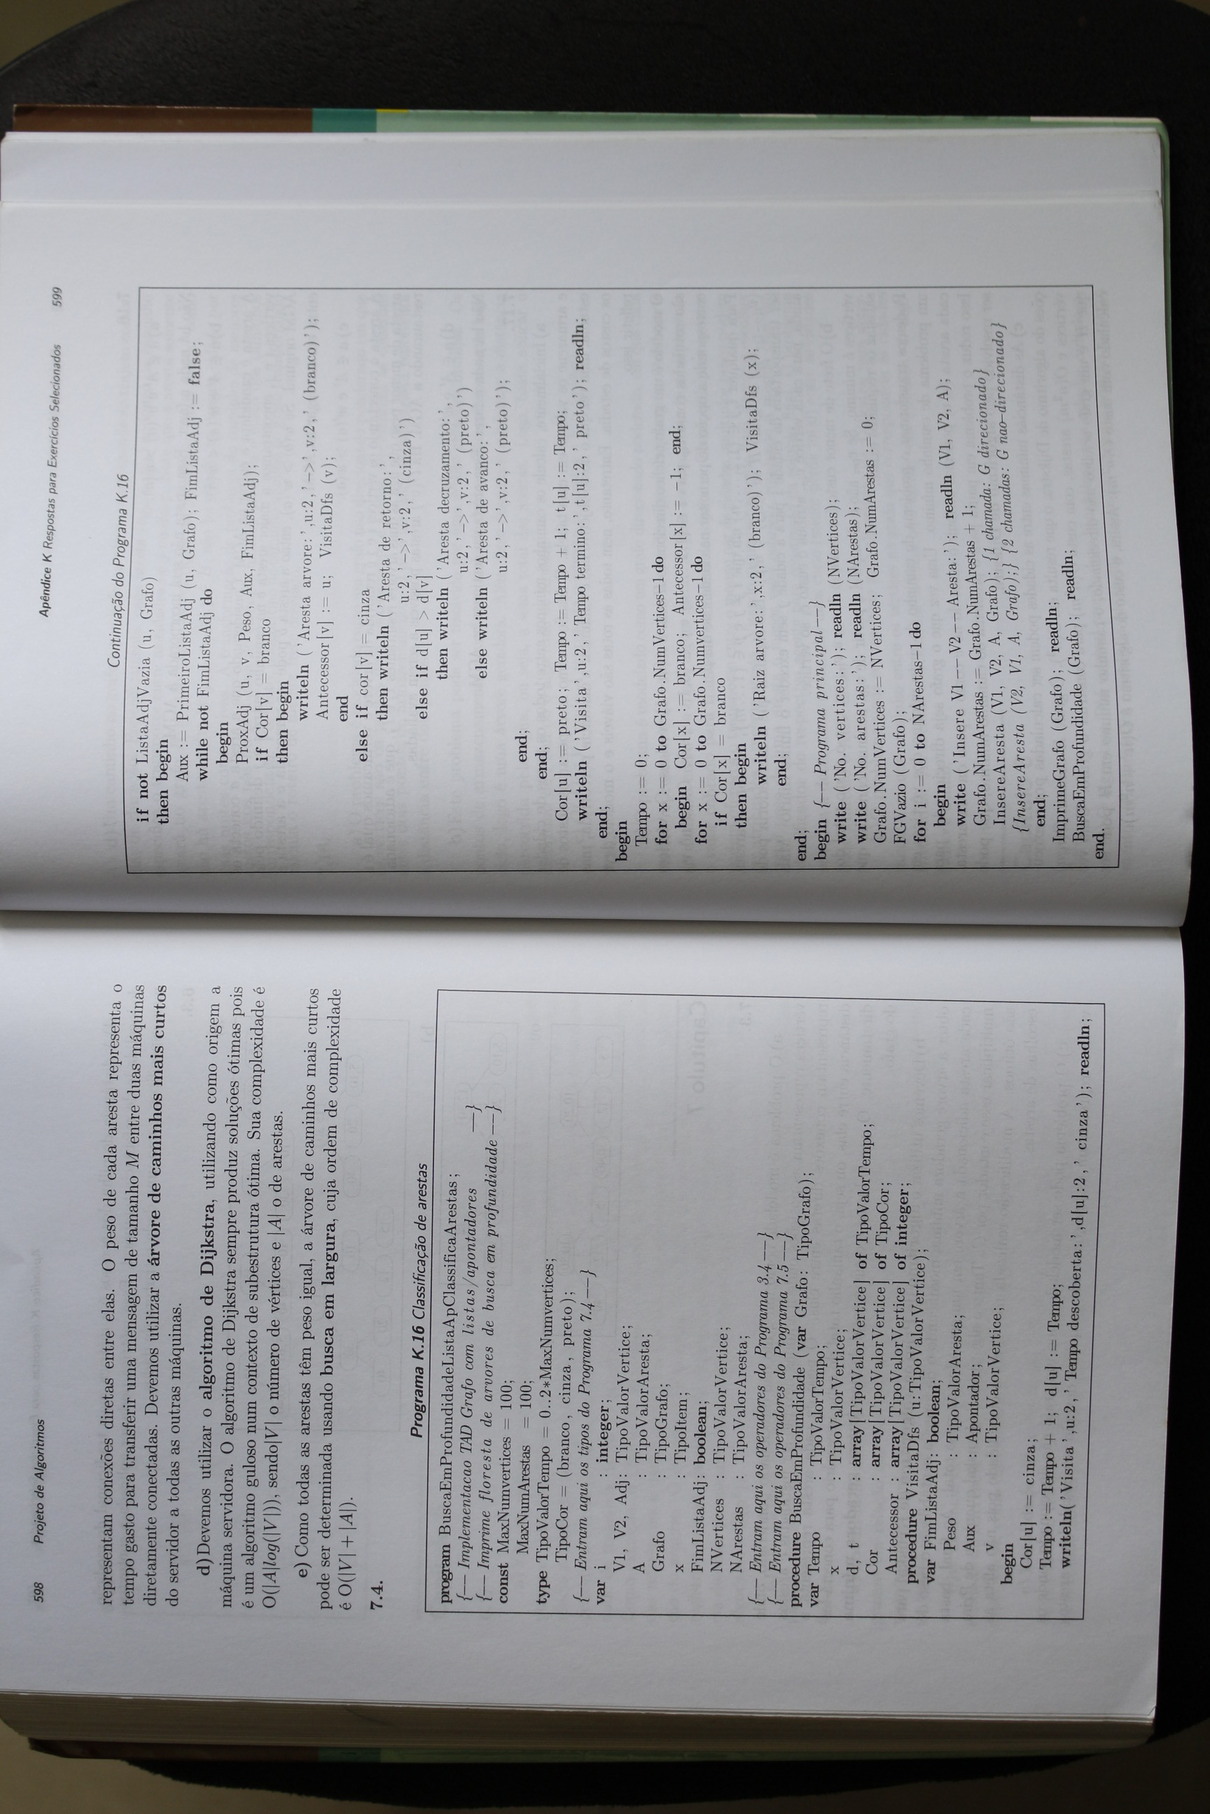 598 Projeto de Algoritmos
representam conexões diretas entre elas. O peso de cada aresta representa o
tempo gasto para transferir uma mensagem de tamanho M entre duas máquinas
diretamente conectadas. Devemos utilizar a árvore de caminhos mais curtos
do servidor a todas as outras máquinas.
d) Devemos utilizar o algoritmo de Dijkstra, utilizando como origem a
máquina servidora. O algoritmo de Dijkstra sempre produz soluções ótimas pois
é um algoritmo guloso num contexto de subestrutura ótima. Sua complexidade é
O(|A|log(|V|)), sendo|V| o número de vértices e |A| o de arestas.
e) Como todas as arestas têm peso igual, a árvore de caminhos mais curtos
pode ser determinada usando busca em largura, cuja ordem de complexidade
é O(|V| + |A|).
7.4.
Programa K.16 Classificação de arestas
program BuscaEmProfundidadeListaApClassificaArestas;
{-- Implementacao TAD Grafo com listas/apontadores --}
{-- Imprime floresta de arvores de busca em profundidade --}
const MaxNumvertices = 100;
MaxNumArestas = 100;
type TipoValorTempo = 0..2*MaxNumvertices;
TipoCor = (branco, cinza, preto);
{-- Entram aqui os tipos do Programa 7.4 --}
var i : integer;
V1, V2, Adj: TipoValorVertice;
A : TipoValorAresta;
Grafo : TipoGrafo;
x : TipoItem;
FimListaAdj: boolean;
NVertices : TipoValorVertice;
NArestas : TipoValorAresta;
{-- Entram aqui os operadores do Programa 3.4 --}
{-- Entram aqui os operadores do Programa 7.5 --}
procedure BuscaEmProfundidade (var Grafo: TipoGrafo);
var Tempo : TipoValorTempo;
x : TipoValorVertice;
d, t : array[TipoValorVertice] of TipoValorTempo;
Cor : array[TipoValorVertice] of TipoCor;
Antecessor : array[TipoValorVertice] of integer;
procedure VisitaDfs (u:TipoValorVertice);
var FimListaAdj: boolean;
Peso : TipoValorAresta;
Aux : Apontador;
v : TipoValorVertice;
begin
Cor[u] := cinza;
Tempo := Tempo + 1; d[u] := Tempo;
writeln('Visita',u:2,' Tempo descoberta:',d[u]:2,' cinza'); readln;
Apêndice K Respostas para Exercícios Selecionados 599
Continuação do Programa K.16
if not ListaAdjVazia (u, Grafo)
then begin
Aux := PrimeiroListaAdj (u, Grafo); FimListaAdj := false;
while not FimListaAdj do
begin
ProxAdj (u, v, Peso, Aux, FimListaAdj);
if Cor[v] = branco
then begin
writeln ('Aresta arvore:',u:2,'->',v:2,' (branco)');
Antecessor[v] := u; VisitaDfs (v);
end
else if cor[v] = cinza
then writeln ('Aresta de retorno:',
u:2,'->',v:2,' (cinza)')
else if d[u] > d[v]
then writeln ('Aresta decruzamento:',
u:2,'->',v:2,' (preto)')
else writeln ('Aresta de avanco:',
u:2,'->',v:2,' (preto)');
end;
end;
Cor[u] := preto; Tempo := Tempo + 1; t[u] := Tempo;
writeln ('Visita',u:2,' Tempo termino:',t[u]:2,' preto'); readln;
end;
begin
Tempo := 0;
for x := 0 to Grafo.NumVertices-1 do
begin Cor[x] := branco; Antecessor[x] := -1; end;
for x := 0 to Grafo.Numvertices-1 do
if Cor[x] = branco
then begin
writeln ('Raiz arvore:',x:2,' (branco)'); VisitaDfs (x);
end;
end;
begin {-- Programa principal --}
write ('No. vertices:'); readln (NVertices);
write ('No. arestas:'); readln (NArestas);
Grafo.NumVertices := NVertices; Grafo.NumArestas := 0;
FGVazio (Grafo);
for i := 0 to NArestas-1 do
begin
write ('Insere V1 -- V2 -- Aresta:'); readln (V1, V2, A);
Grafo.NumArestas := Grafo.NumArestas + 1;
InsereAresta (V1, V2, A, Grafo); {1 chamada: G direcionado}
{InsereAresta (V2, V1, A, Grafo);} {2 chamadas: G nao-direcionado}
end;
ImprimeGrafo (Grafo); readln;
BuscaEmProfundidade (Grafo); readln;
end.